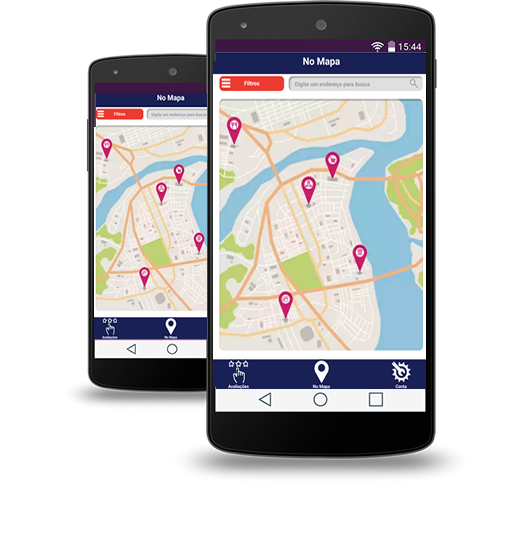 15:44
No Mapa
Filtros
Digite um endereço para busca
Avaliações
No Mapa
Conta
No Mapa
Filtros
Digite um endereço para busca
Avaliações
No Mapa